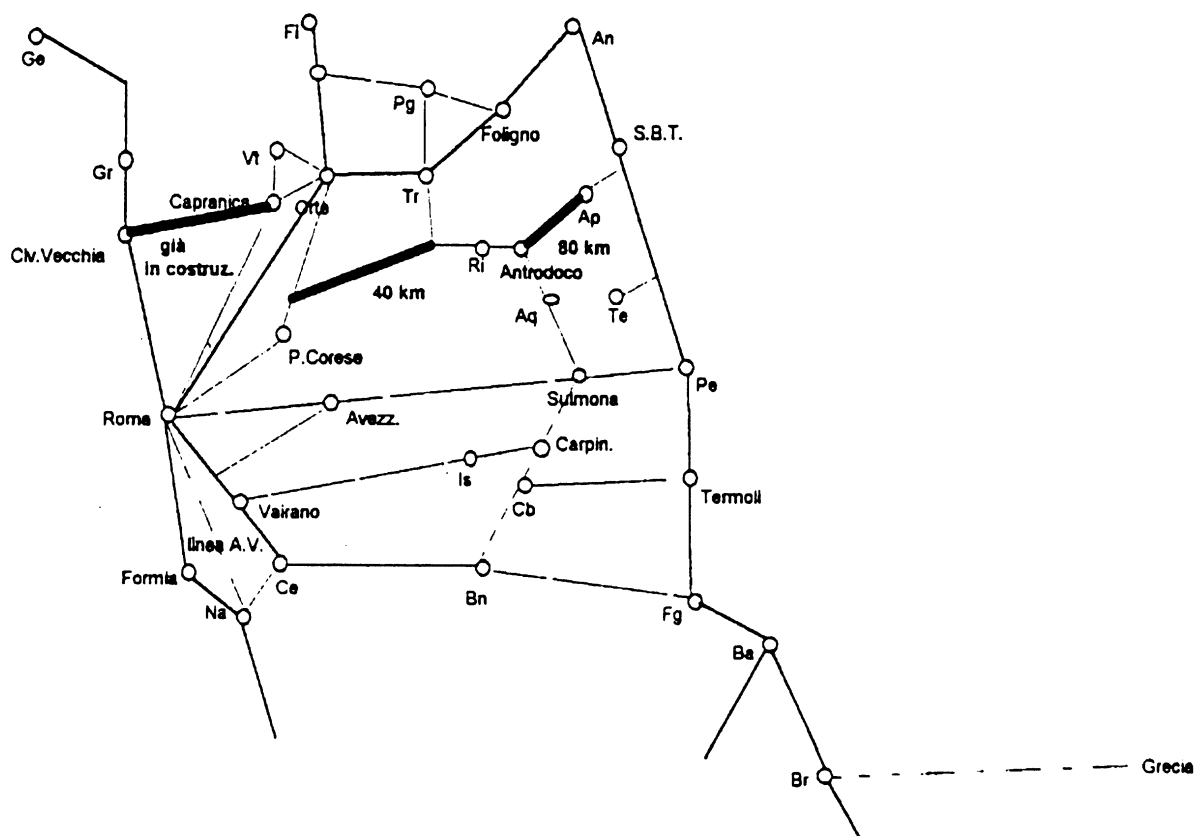 Fl
An
Ge
Pg
Foligno
S.B.T.
Vt
Gr
Tr
Capranica
Orte
Ap
Civ.Vecchia
già
in costruz.
80 km
Ri
Antrodoco
40 km
Aq
Te
P.Corese
Pe
Sulmona
Roma
Avezz.
Carpin.
Is
Cb
Termoli
Vairano
linea A.V.
Formia
Ce
Bn
Na
Fg
Ba
Br
Grecia